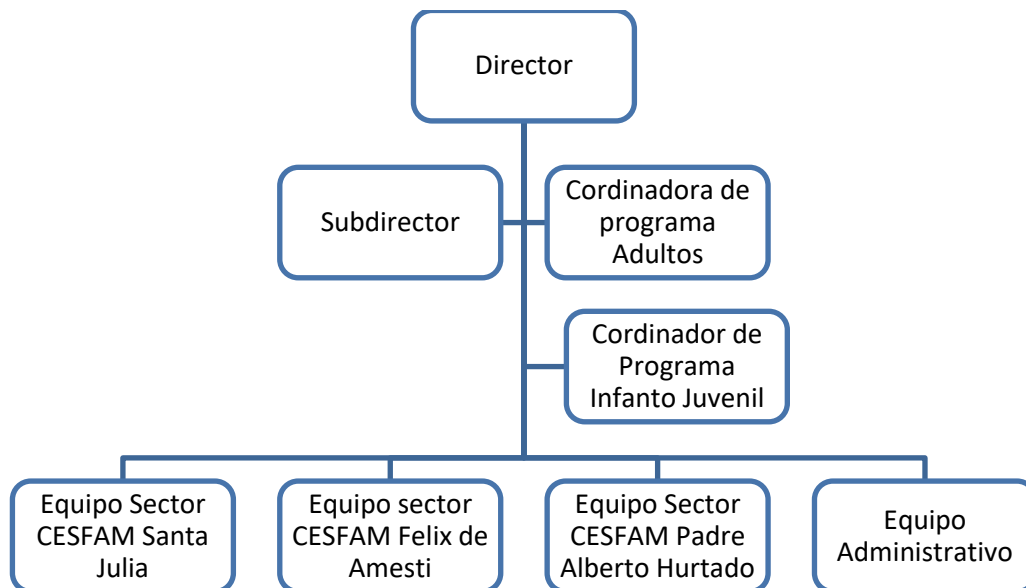 Director
Subdirector
Cordinadora de
programa
Adultos
Cordinador de
Programa
Infanto Juvenil
Equipo Sector
CESFAM Santa
Julia
Equipo sector
CESFAM Felix de
Amesti
Equipo Sector
CESFAM Padre
Alberto Hurtado
Equipo
Administrativo